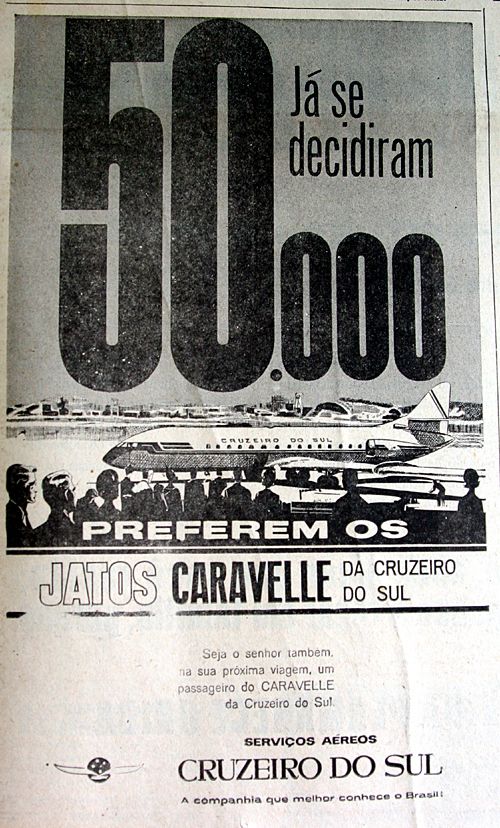 50.000
Já se
decidiram
CRUZEIRO DO SUL
PREFEREM OS
JATOS CARAVELLE DA CRUZEIRO
DO SUL
Seja o senhor também,
na sua próxima viagem, um
passageiro do CARAVELLE
da Cruzeiro do Sul.
SERVIÇOS AÉREOS
CRUZEIRO DO SUL
A companhia que melhor conhece o Brasil!